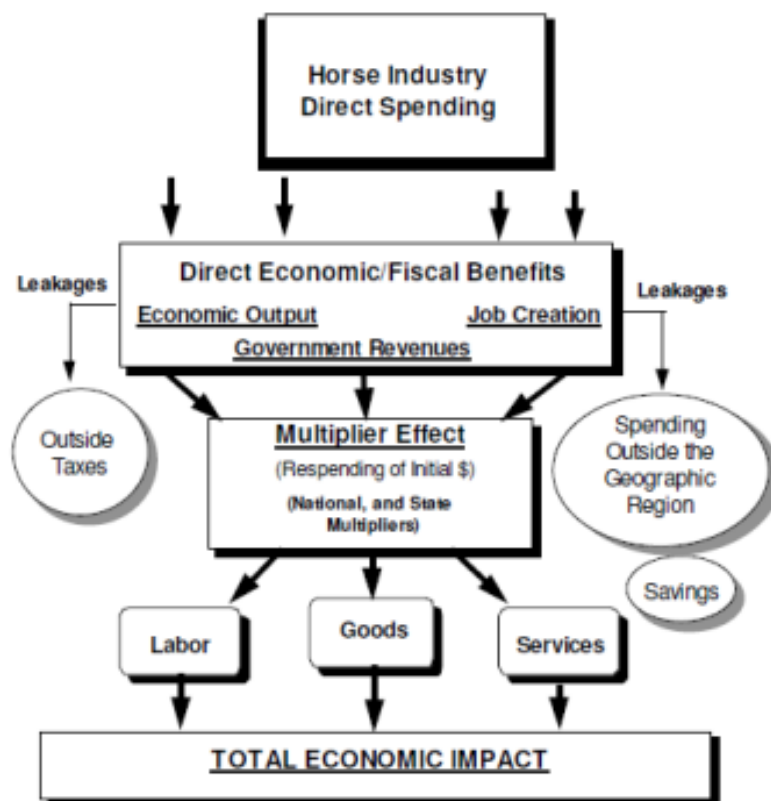 Horse Industry
Direct Spending
Direct Economic/Fiscal Benefits
Leakages
Leakages
Economic Output
Job Creation
Government Revenues
Outside
Taxes
Multiplier Effect
(Respending of Initial $)
(National, and State
Multipliers)
Spending
Outside the
Geographic
Region
Savings
Labor
Goods
Services
TOTAL ECONOMIC IMPACT